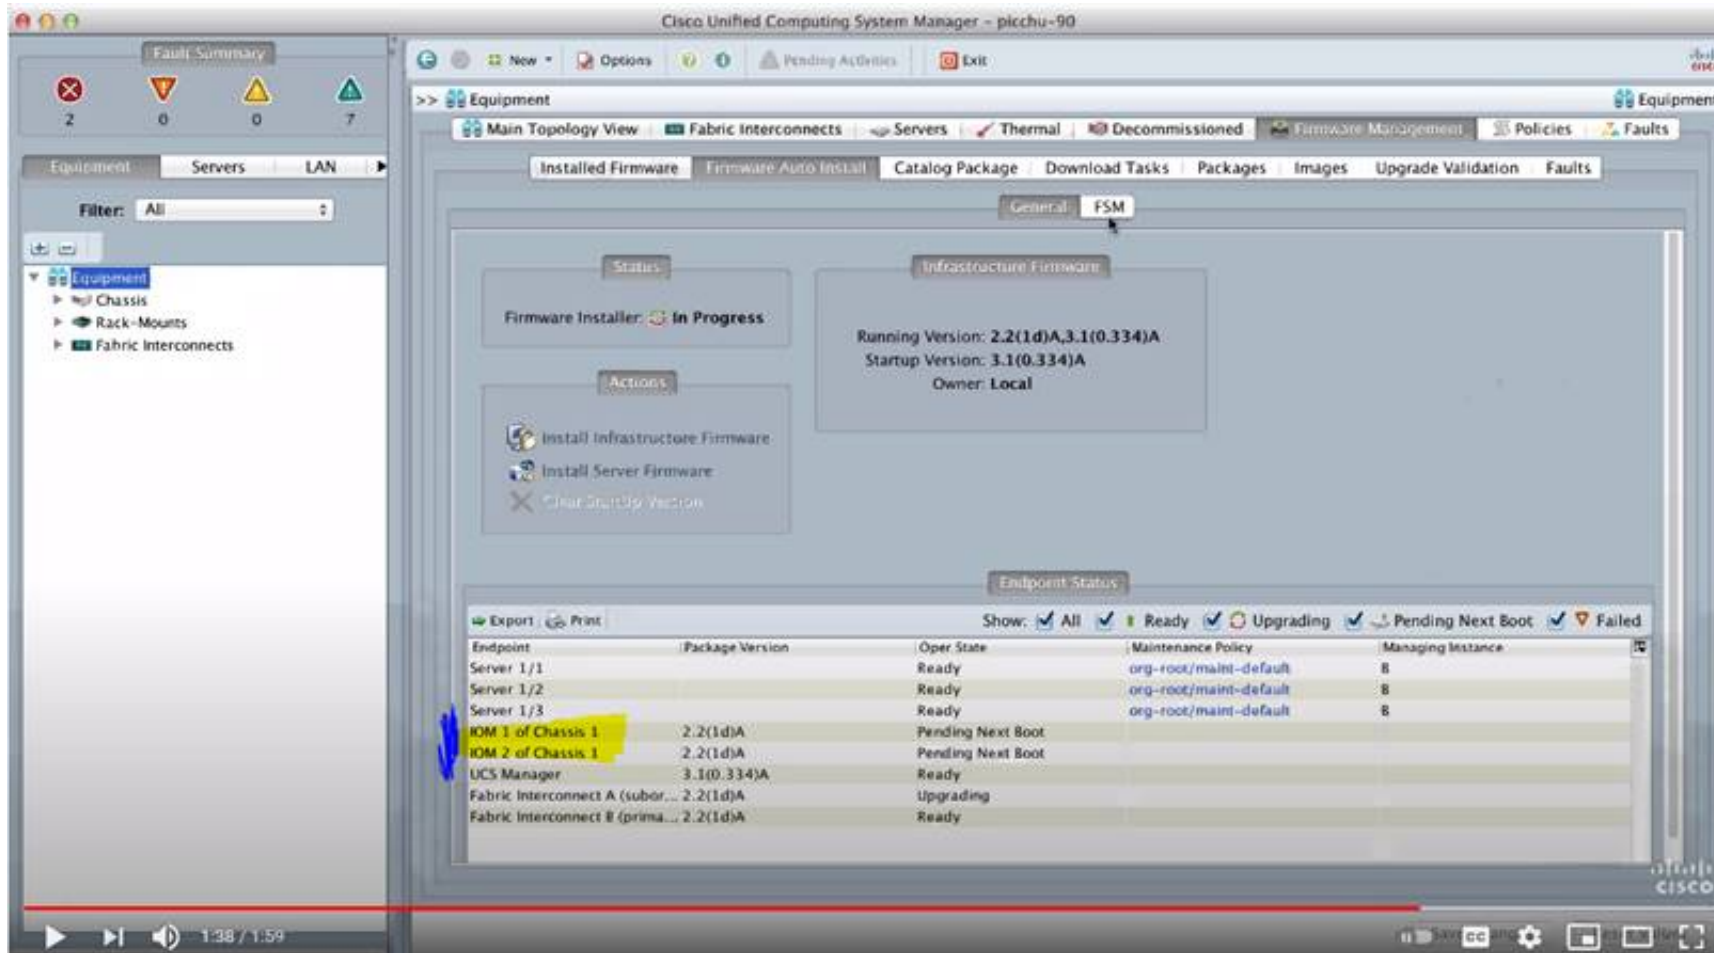 Cisco Unified Computing System Manager - picchu-90
Fault Summary
2 0 0 7
New Options Pending Activities Exit
>> Equipment
Equipment
Main Topology View Fabric Interconnects Servers Thermal Decommissioned Firmware Management Policies Faults
Equipment Servers LAN
Installed Firmware Firmware Auto Install Catalog Package Download Tasks Packages Images Upgrade Validation Faults
Filter: All
General FSM
Equipment
Chassis
Rack-Mounts
Fabric Interconnects
Status
Firmware Installer: In Progress
Infrastructure Firmware
Running Version: 2.2(1d)A,3.1(0.334)A
Startup Version: 3.1(0.334)A
Owner: Local
Actions
Install Infrastructure Firmware
Install Server Firmware
Clear StartUp Version
Endpoint Status
Export Print Show: All Ready Upgrading Pending Next Boot Failed
Endpoint Package Version Oper State Maintenance Policy Managing Instance
Server 1/1 Ready org-root/maint-default B
Server 1/2 Ready org-root/maint-default B
Server 1/3 Ready org-root/maint-default B
IOM 1 of Chassis 1 2.2(1d)A Pending Next Boot
IOM 2 of Chassis 1 2.2(1d)A Pending Next Boot
UCS Manager 3.1(0.334)A Ready
Fabric Interconnect A (subor... 2.2(1d)A Upgrading
Fabric Interconnect B (prima... 2.2(1d)A Ready
CISCO
1:38 / 1:59
CC